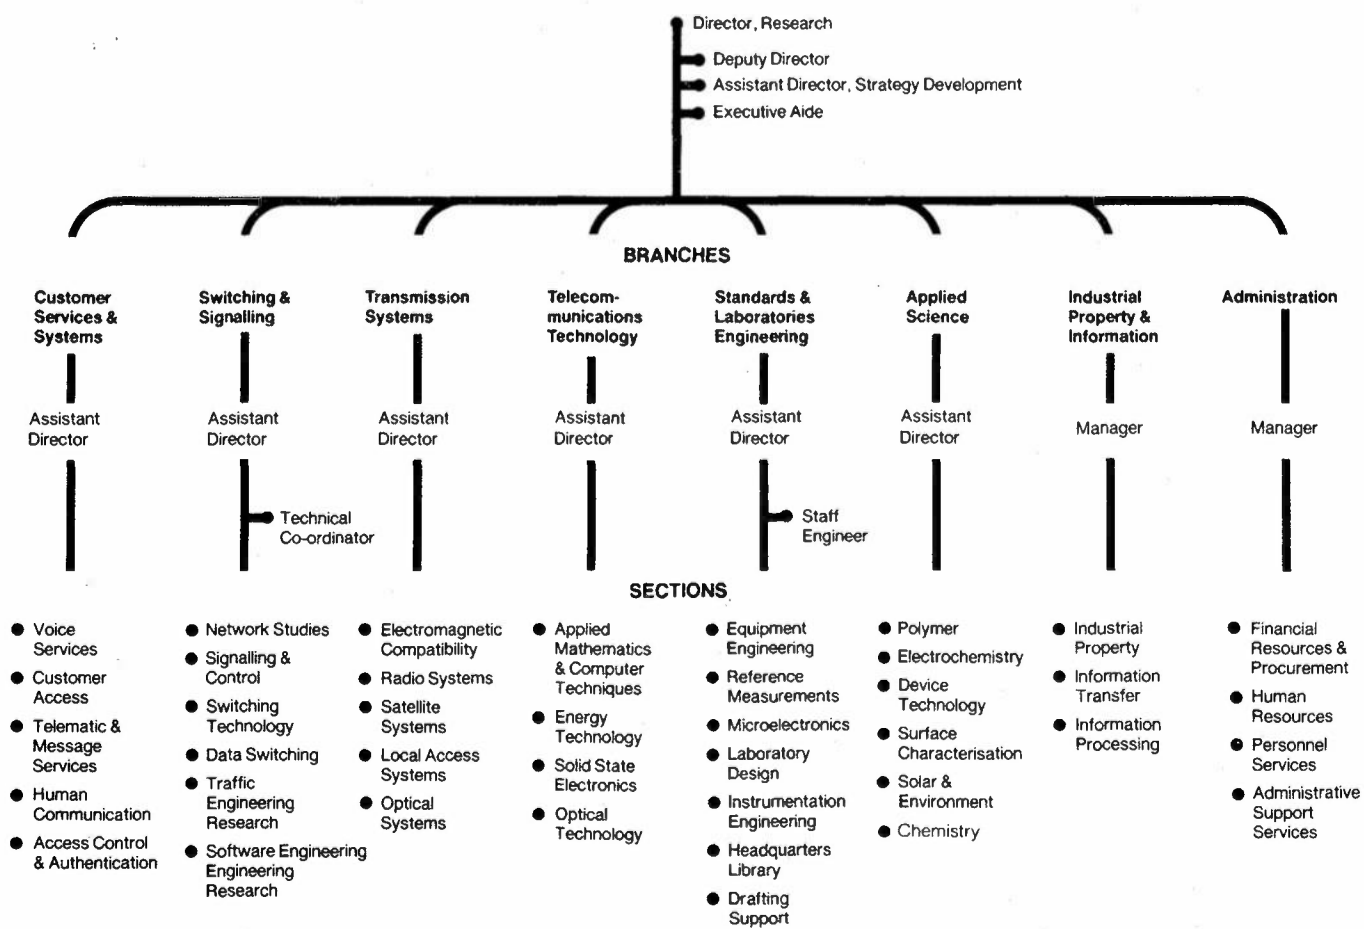 Director, Research
Deputy Director
Assistant Director, Strategy Development
Executive Aide
BRANCHES
Customer
Services &
Systems
Assistant
Director
Switching &
Signalling
Assistant
Director
Technical
Co-ordinator
Transmission
Systems
Assistant
Director
Telecom-
munications
Technology
Assistant
Director
Standards &
Laboratories
Engineering
Assistant
Director
Staff
Engineer
Applied
Science
Assistant
Director
Industrial
Property &
Information
Manager
Administration
Manager
SECTIONS
Voice
Services
Customer
Access
Telematic &
Message
Services
Human
Communication
Access Control
& Authentication
Network Studies
Signalling &
Control
Switching
Technology
Data Switching
Traffic
Engineering
Research
Software Engineering
Engineering
Research
Electromagnetic
Compatibility
Radio Systems
Satellite
Systems
Local Access
Systems
Optical
Systems
Applied
Mathematics
& Computer
Techniques
Energy
Technology
Solid State
Electronics
Optical
Technology
Equipment
Engineering
Reference
Measurements
Microelectronics
Laboratory
Design
Instrumentation
Engineering
Headquarters
Library
Drafting
Support
Polymer
Electrochemistry
Device
Technology
Surface
Characterisation
Solar &
Environment
Chemistry
Industrial
Property
Information
Transfer
Information
Processing
Financial
Resources &
Procurement
Human
Resources
Personnel
Services
Administrative
Support
Services